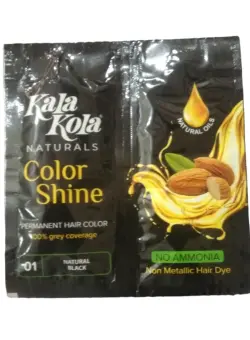 Kala
Kola
NATURALS
Color
Shine
PERMANENT HAIR COLOR
100% grey coverage
01
NATURAL
BLACK
NATURAL OILS
NO AMMONIA
Non Metallic Hair Dye